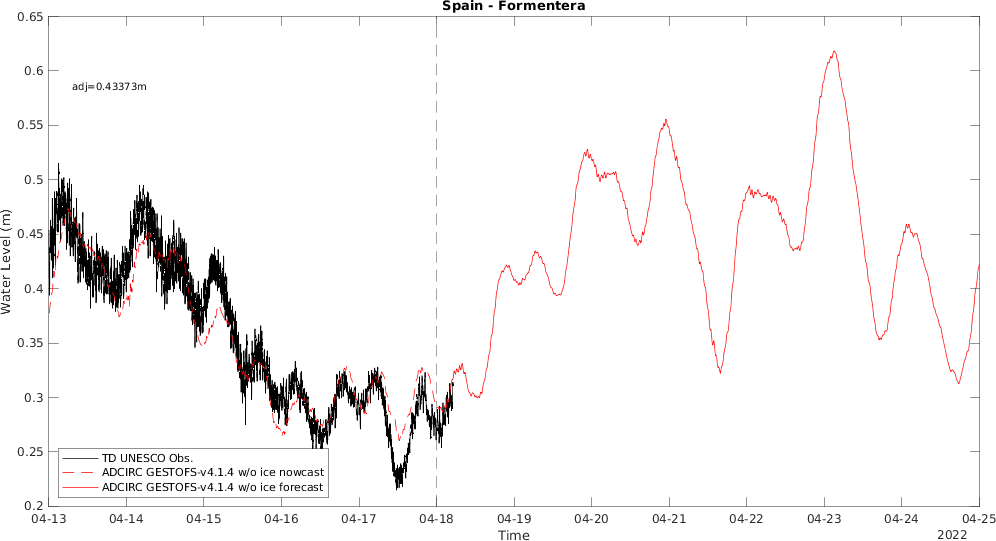 Spain - Formentera
0.65
0.6
0.55
0.5
0.45
0.4
0.35
0.3
0.25
0.2
Water Level (m)
adj=0.43373m
TD UNESCO Obs.
ADCIRC GESTOFS-v4.1.4 w/o ice nowcast
ADCIRC GESTOFS-v4.1.4 w/o ice forecast
04-13 04-14 04-15 04-16 04-17 04-18 04-19 04-20 04-21 04-22 04-23 04-24 04-25
Time
2022